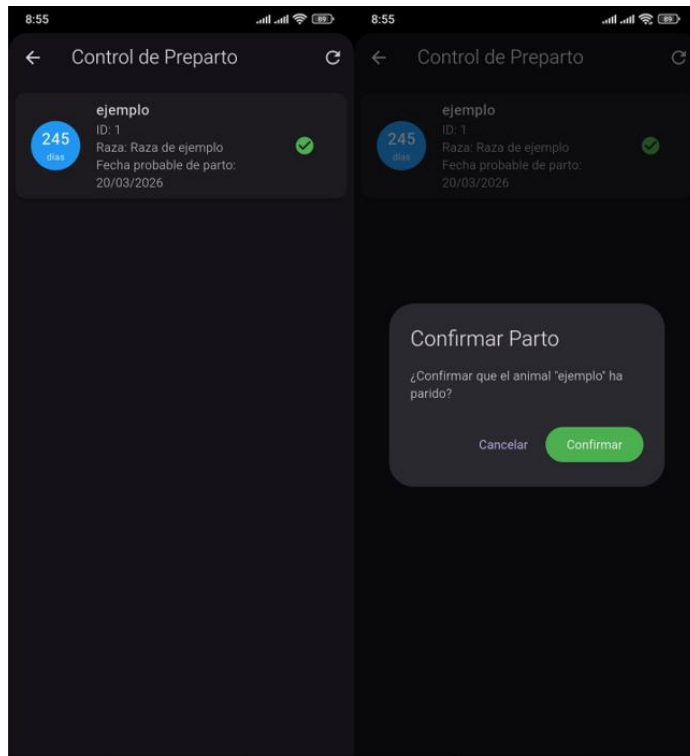 8:55
89
Control de Preparto
ejemplo
ID: 1
Raza: Raza de ejemplo
Fecha probable de parto:
20/03/2026
245
días
8:55
89
Control de Preparto
ejemplo
ID: 1
Raza: Raza de ejemplo
Fecha probable de parto:
20/03/2026
245
días
Confirmar Parto
¿Confirmar que el animal "ejemplo" ha
parido?
Cancelar
Confirmar